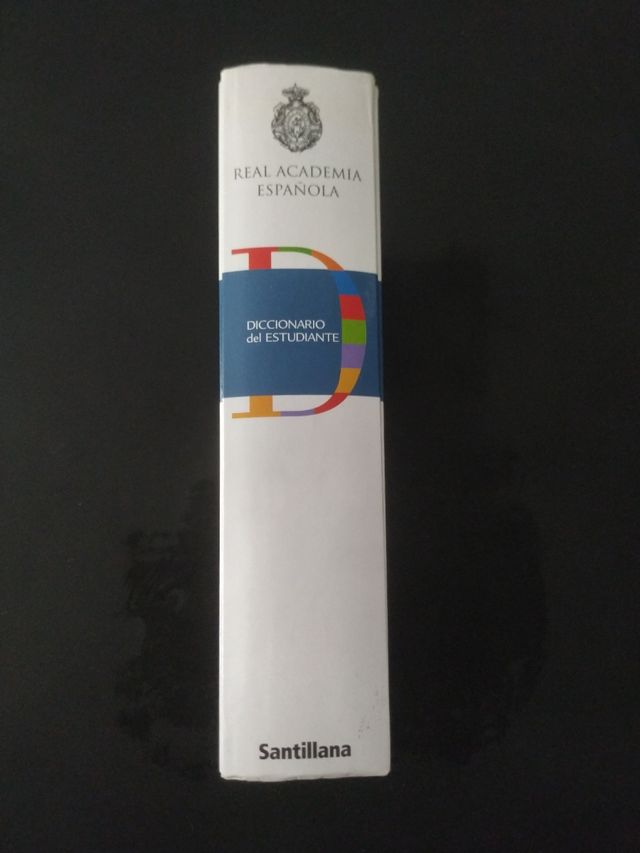 REAL ACADEMIA
ESPAÑOLA
D
DICCIONARIO
del ESTUDIANTE
Santillana